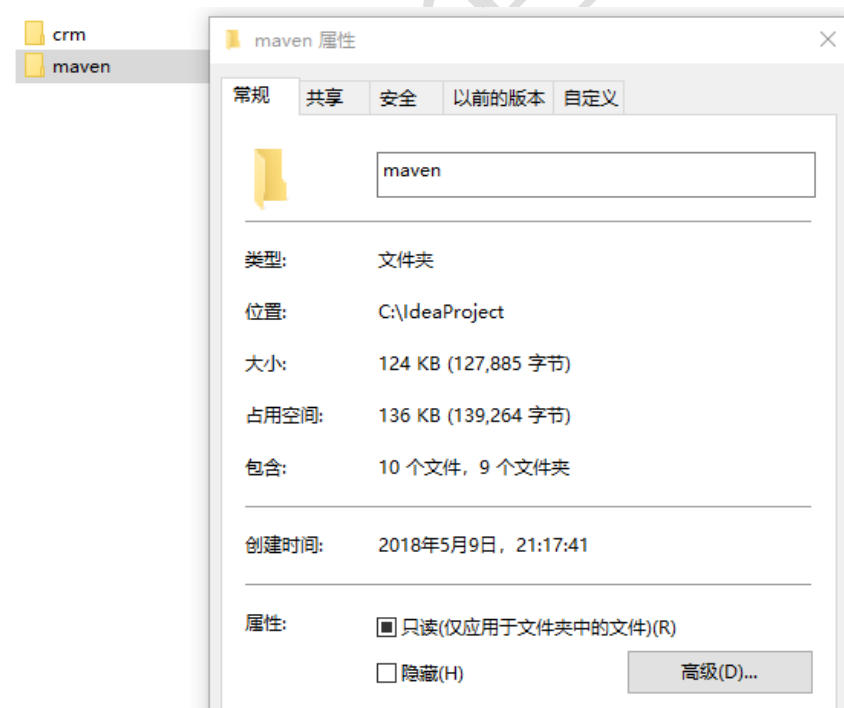 crm
maven
maven 属性
常规 共享 安全 以前的版本 自定义
maven
类型: 文件夹
位置: C:\IdeaProject
大小: 124 KB (127,885 字节)
占用空间: 136 KB (139,264 字节)
包含: 10 个文件，9 个文件夹
创建时间: 2018年5月9日，21:17:41
属性: 只读(仅应用于文件夹中的文件)(R)
隐藏(H) 高级(D)...